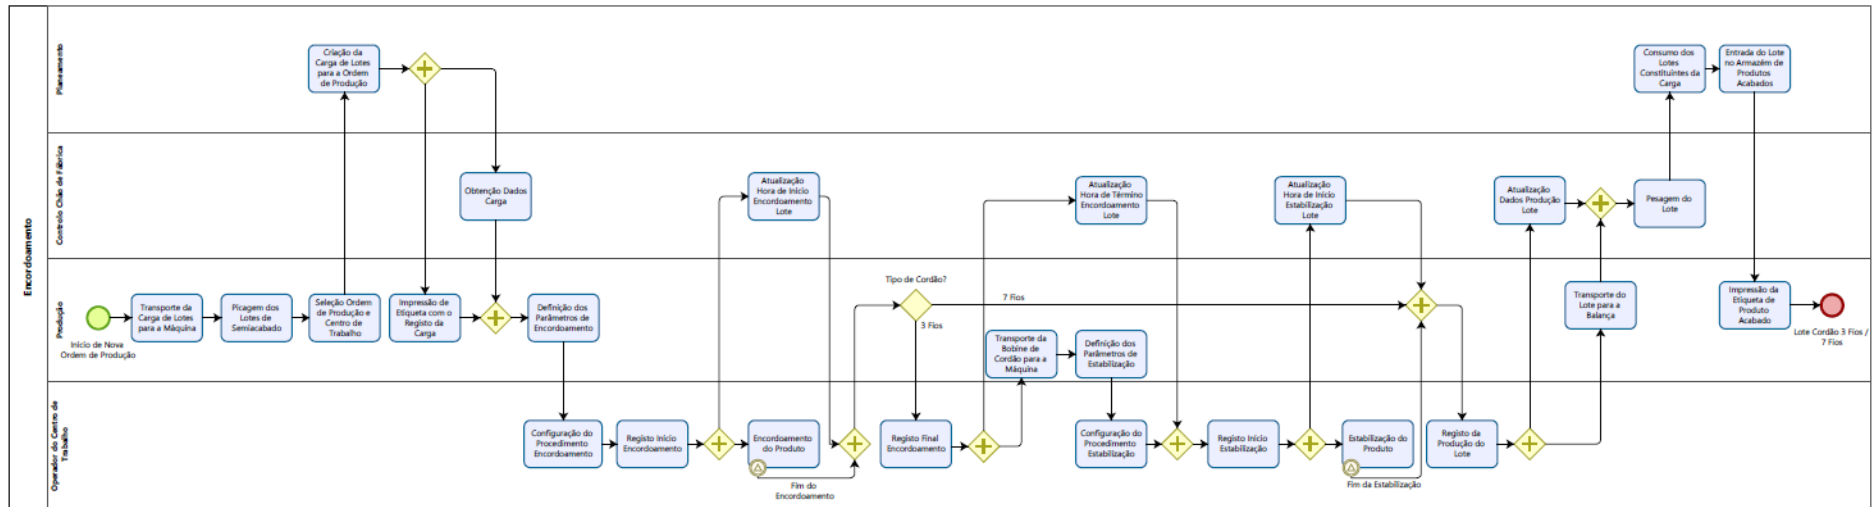 Encordoamento
Planeamento
Criação da
Carga de Lotes
para a Ordem
de Produção
Consumo dos
Lotes
Constituintes da
Carga
Entrada do Lote
no Armazém de
Produtos
Acabados
Controlo Chão de Fábrica
Obtenção Dados
Carga
Atualização
Hora de Inicio
Encordoamento
Lote
Atualização
Hora de Término
Encordoamento
Lote
Atualização
Hora de Inicio
Estabilização
Lote
Atualização
Dados Produção
Lote
Pesagem do
Lote
Produção
Inicio de Nova
Ordem de Produção
Transporte da
Carga de Lotes
para a Máquina
Picagem dos
Lotes de
Semiacabado
Seleção Ordem
de Produção e
Centro de
Trabalho
Impressão de
Etiqueta com o
Registo da
Carga
Definição dos
Parâmetros de
Encordoamento
Tipo de Cordão?
7 Fios
3 Fios
Transporte da
Bobine de
Cordão para a
Máquina
Definição dos
Parâmetros de
Estabilização
Transporte do
Lote para a
Balança
Impressão da
Etiqueta de
Produto
Acabado
Lote Cordão 3 Fios /
7 Fios
Operador do Centro de
Trabalho
Configuração do
Procedimento
Encordoamento
Registo Inicio
Encordoamento
Encordoamento
do Produto
Fim do
Encordoamento
Registo Final
Encordoamento
Configuração do
Procedimento
Estabilização
Registo Inicio
Estabilização
Estabilização do
Produto
Fim da Estabilização
Registo da
Produção do
Lote